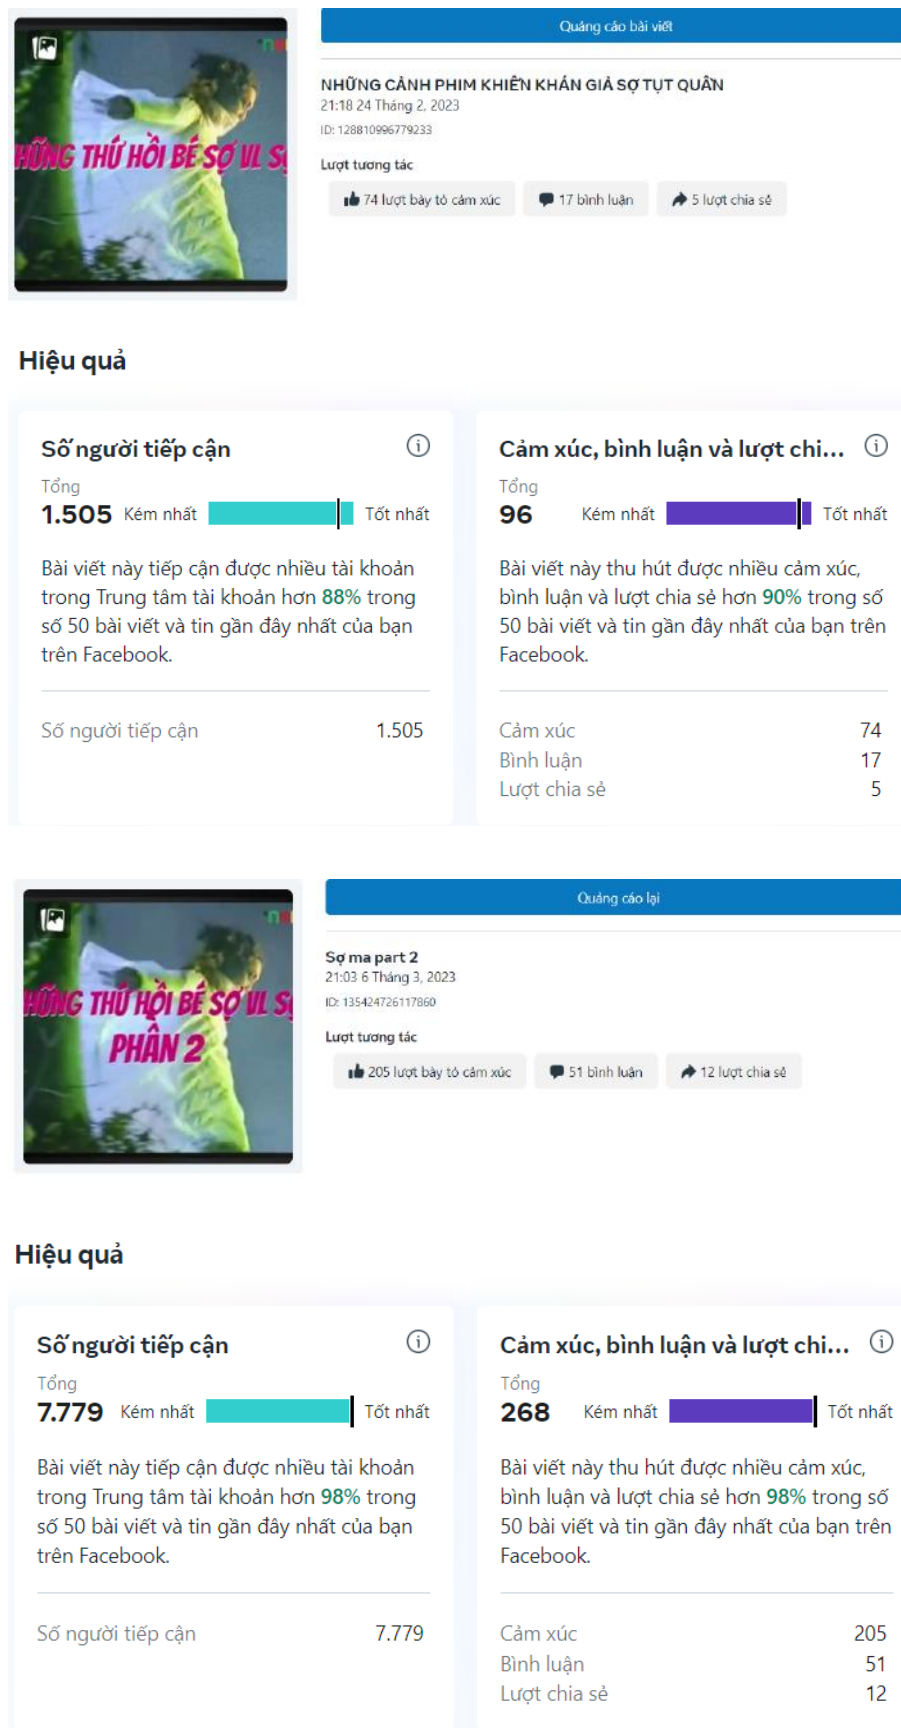 Quảng cáo bài viết
NHỮNG THỨ HỒI BÉ SỢ VL
NHỮNG CẢNH PHIM KHIẾN KHÁN GIẢ SỢ TỤT QUẦN
21:18 24 Tháng 2, 2023
ID: 128810996779233
Lượt tương tác
74 lượt bày tỏ cảm xúc
17 bình luận
5 lượt chia sẻ
Hiệu quả
Số người tiếp cận
Tổng
1.505 Kém nhất Tốt nhất
Bài viết này tiếp cận được nhiều tài khoản
trong Trung tâm tài khoản hơn 88% trong
số 50 bài viết và tin gần đây nhất của bạn
trên Facebook.
Số người tiếp cận 1.505
Cảm xúc, bình luận và lượt chi...
Tổng
96 Kém nhất Tốt nhất
Bài viết này thu hút được nhiều cảm xúc,
bình luận và lượt chia sẻ hơn 90% trong số
50 bài viết và tin gần đây nhất của bạn trên
Facebook.
Cảm xúc 74
Bình luận 17
Lượt chia sẻ 5
Quảng cáo lại
THỨ HỒI BÉ SỢ VL
PHẦN 2
Sợ ma part 2
21:03 6 Tháng 3, 2023
ID: 135424726117860
Lượt tương tác
205 lượt bày tỏ cảm xúc
51 bình luận
12 lượt chia sẻ
Hiệu quả
Số người tiếp cận
Tổng
7.779 Kém nhất Tốt nhất
Bài viết này tiếp cận được nhiều tài khoản
trong Trung tâm tài khoản hơn 98% trong
số 50 bài viết và tin gần đây nhất của bạn
trên Facebook.
Số người tiếp cận 7.779
Cảm xúc, bình luận và lượt chi...
Tổng
268 Kém nhất Tốt nhất
Bài viết này thu hút được nhiều cảm xúc,
bình luận và lượt chia sẻ hơn 98% trong số
50 bài viết và tin gần đây nhất của bạn trên
Facebook.
Cảm xúc 205
Bình luận 51
Lượt chia sẻ 12